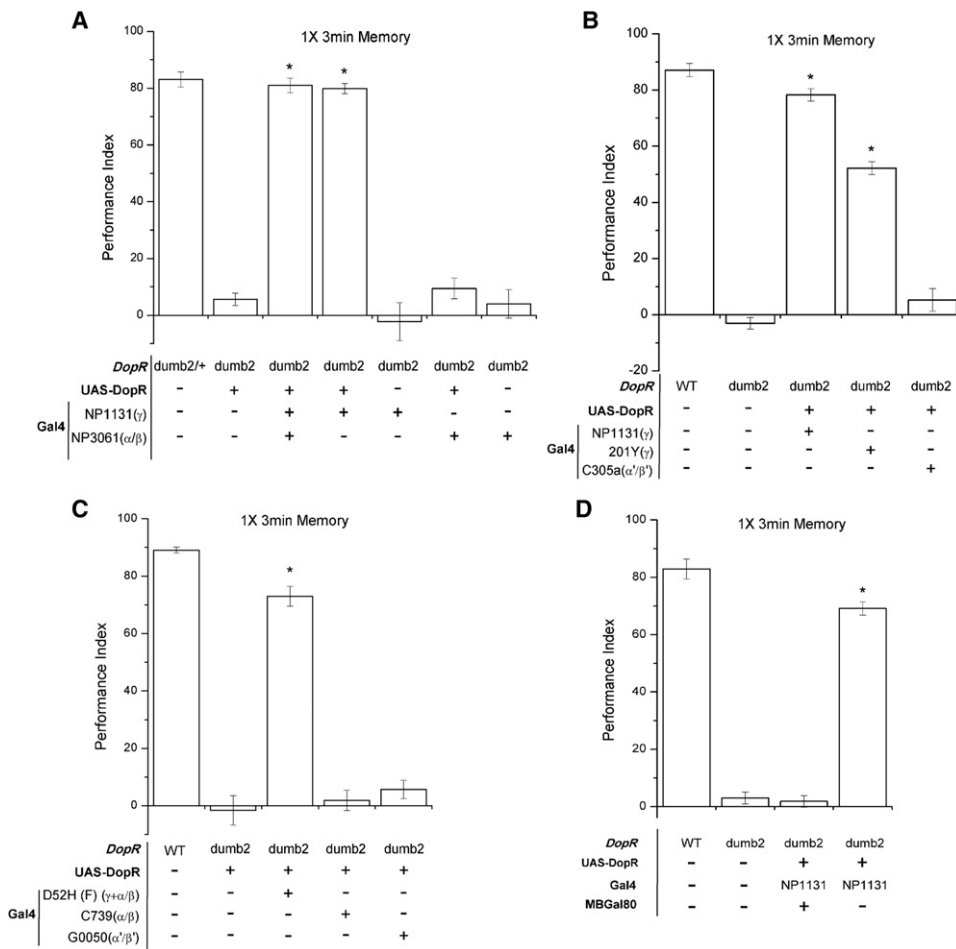 A
1X 3min Memory
Performance Index
100
80
60
40
20
0
DopR dumb2/+ dumb2 dumb2 dumb2 dumb2 dumb2 dumb2
UAS-DopR - + + + - + -
Gal4
NP1131(γ) - - + + + - -
NP3061(α/β) - - + - - + +
B
1X 3min Memory
Performance Index
100
80
60
40
20
0
-20
DopR WT dumb2 dumb2 dumb2 dumb2
UAS-DopR - - + + +
Gal4
NP1131(γ) - - + - -
201Y(γ) - - - + -
C305a(α'/β') - - - - +
C
1X 3min Memory
Performance Index
100
80
60
40
20
0
DopR WT dumb2 dumb2 dumb2 dumb2
UAS-DopR - + + + +
Gal4
D52H (F) (γ+α/β) - - + - -
C739(α/β) - - - + -
G0050(α'/β') - - - - +
D
1X 3min Memory
Performance Index
100
80
60
40
20
0
DopR WT dumb2 dumb2 dumb2
UAS-DopR - - + +
Gal4 - - NP1131 NP1131
MBGal80 - - + -